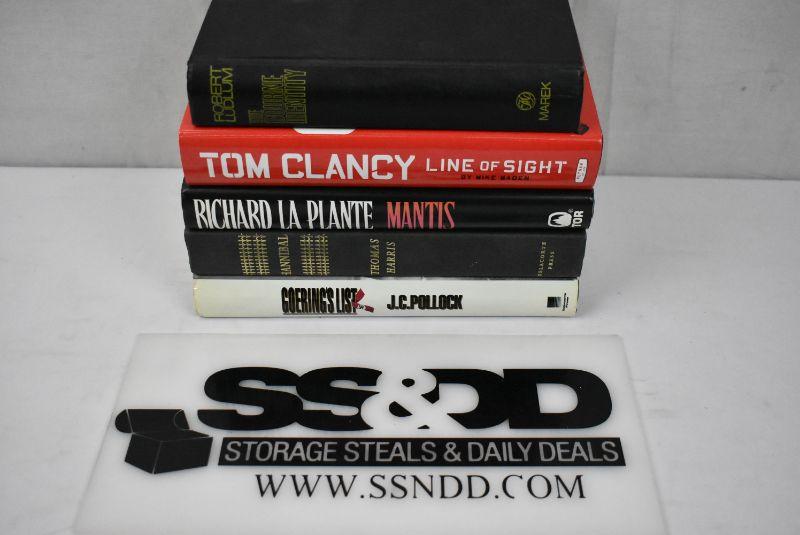 ROBERT
LUDLUM
THE
BOURNE
IDENTITY
MAREK
TOM CLANCY LINE OF SIGHT
BY MIKE MADEN
RICHARD LA PLANTE MANTIS
TOR
HANNIBAL
THOMAS
HARRIS
DELACORTE
PRESS
GOERING'S LIST
J.C.POLLOCK
SS&DD
STORAGE STEALS & DAILY DEALS
WWW.SSNDD.COM